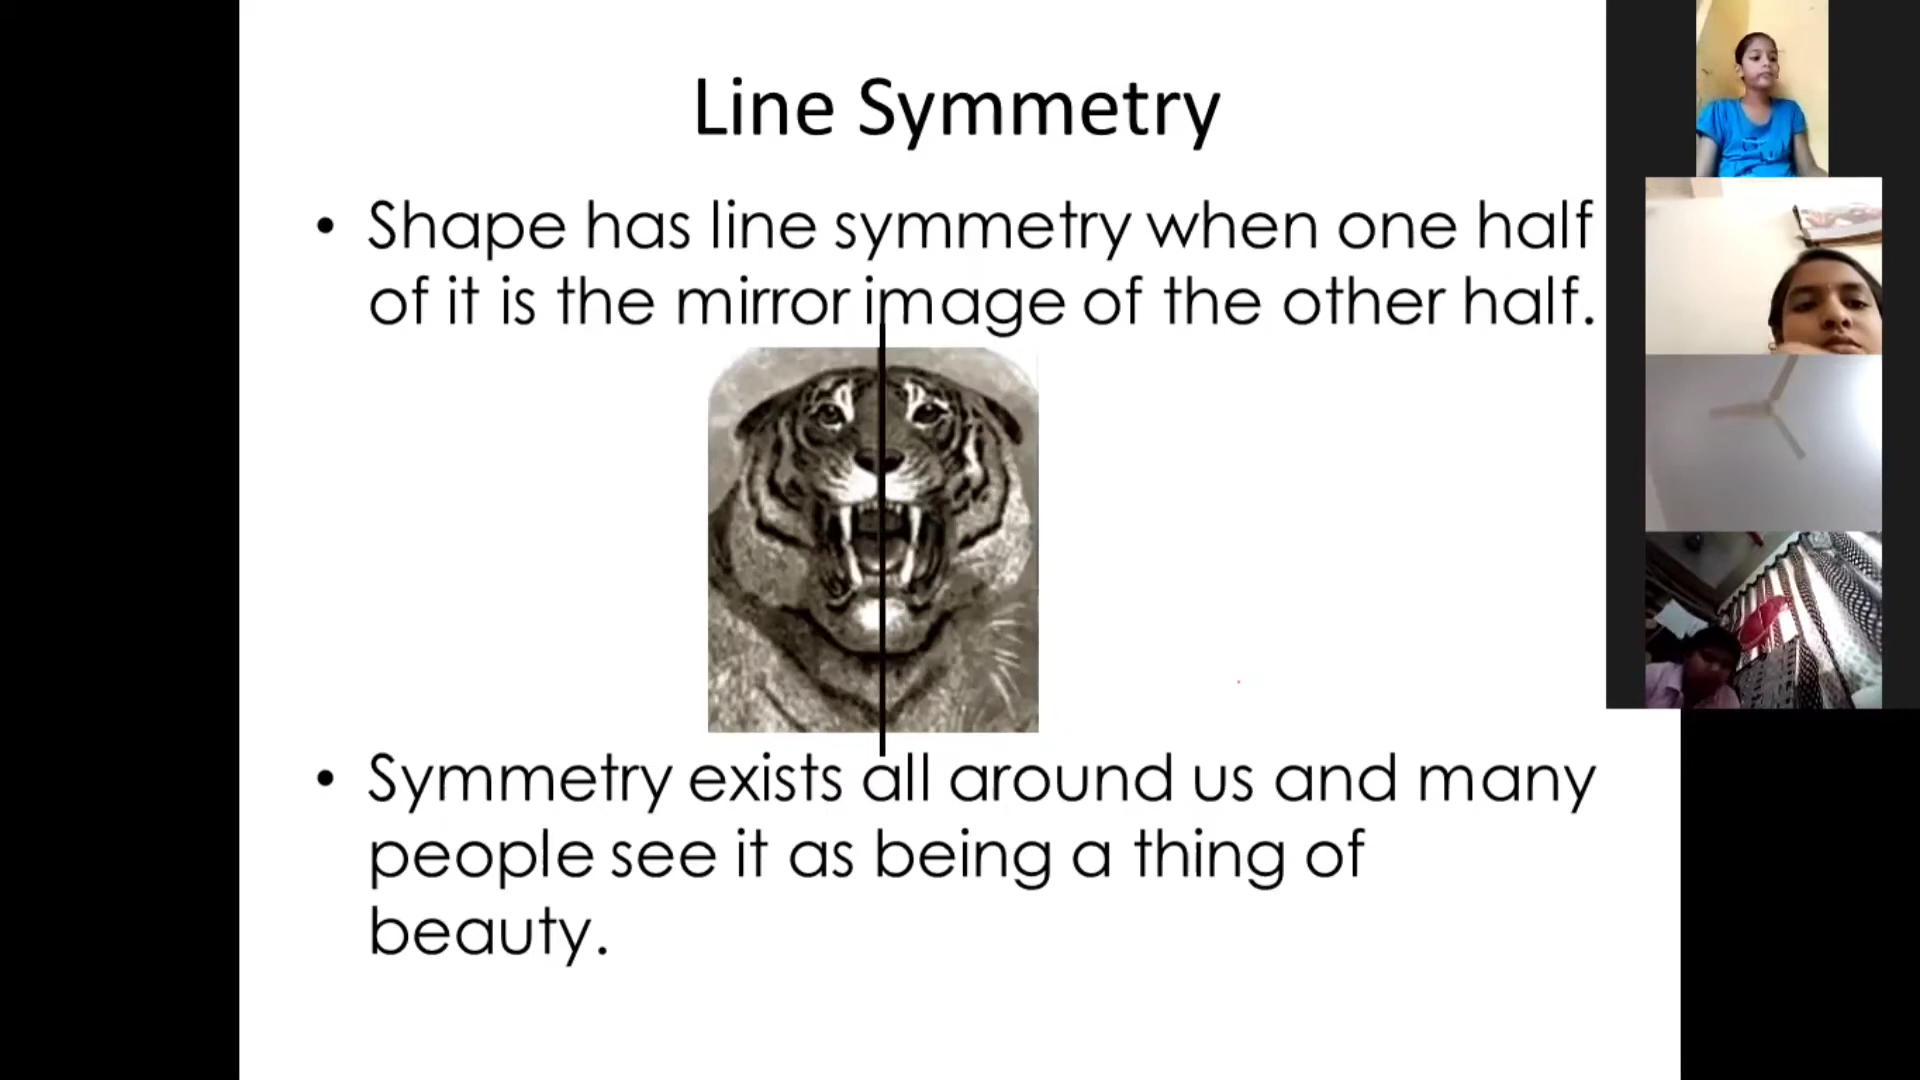 Line Symmetry
• Shape has line symmetry when one half
of it is the mirror image of the other half.
• Symmetry exists all around us and many
people see it as being a thing of
beauty.